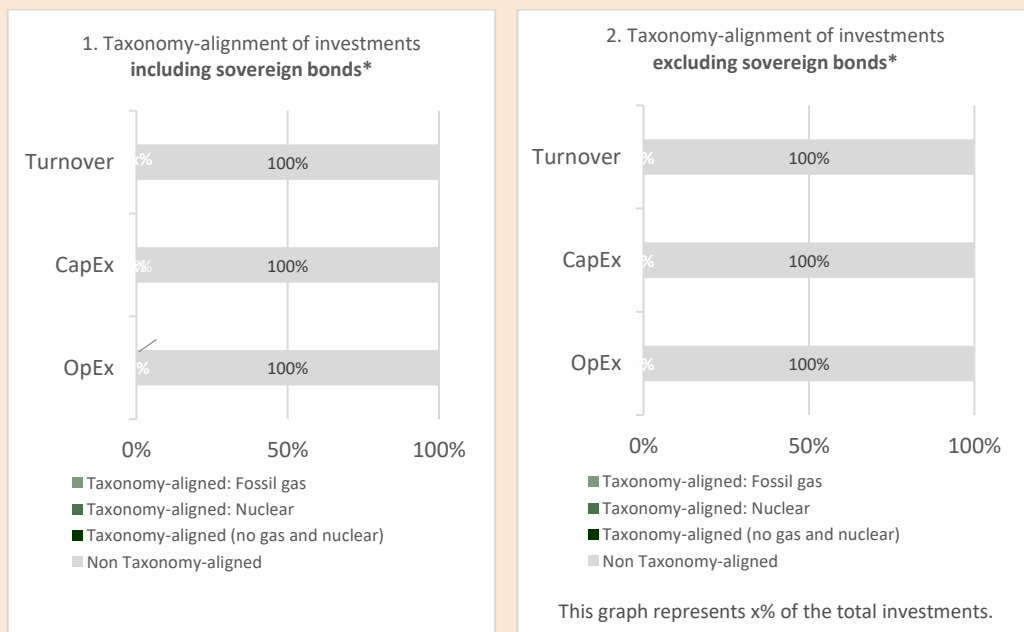 1. Taxonomy-alignment of investments
including sovereign bonds*
Turnover
100%
CapEx
100%
OpEx
100%
0% 50% 100%
Taxonomy-aligned: Fossil gas
Taxonomy-aligned: Nuclear
Taxonomy-aligned (no gas and nuclear)
Non Taxonomy-aligned
2. Taxonomy-alignment of investments
excluding sovereign bonds*
Turnover
100%
CapEx
100%
OpEx
100%
0% 50% 100%
Taxonomy-aligned: Fossil gas
Taxonomy-aligned: Nuclear
Taxonomy-aligned (no gas and nuclear)
Non Taxonomy-aligned
This graph represents x% of the total investments.